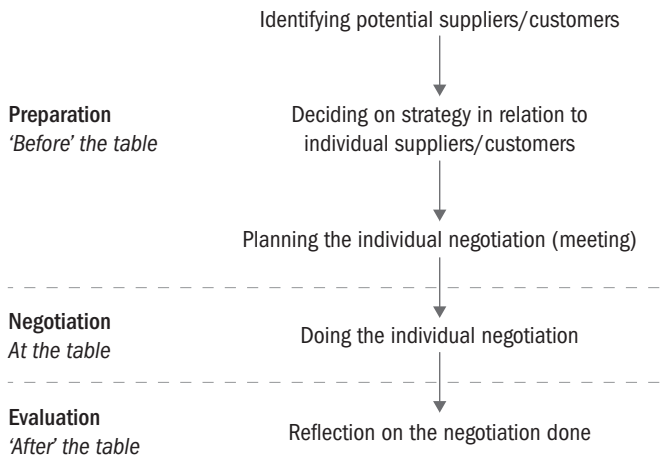 Identifying potential suppliers/customers
Preparation
‘Before’ the table
Deciding on strategy in relation to
individual suppliers/customers
Planning the individual negotiation (meeting)
Negotiation
At the table
Doing the individual negotiation
Evaluation
‘After’ the table
Reflection on the negotiation done